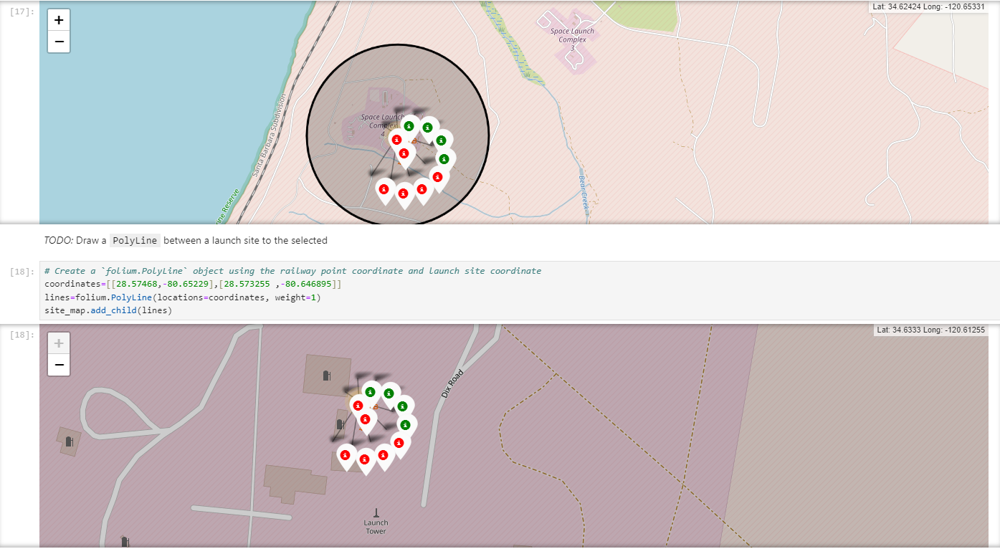 [17]:
+
−
Lat: 34.62424 Long: -120.65331
Space Launch
Complex
3
Santa Barbara Subdivision
Space Launch
Complex
4
Bear Creek
ine Reserve
TODO: Draw a PolyLine between a launch site to the selected
[18]:
# Create a `folium.PolyLine` object using the railway point coordinate and launch site coordinate
coordinates=[[28.57468,-80.65229],[28.573255 ,-80.646895]]
lines=folium.PolyLine(locations=coordinates, weight=1)
site_map.add_child(lines)
[18]:
+
−
Lat: 34.6333 Long: -120.61255
Dix Road
Launch
Tower